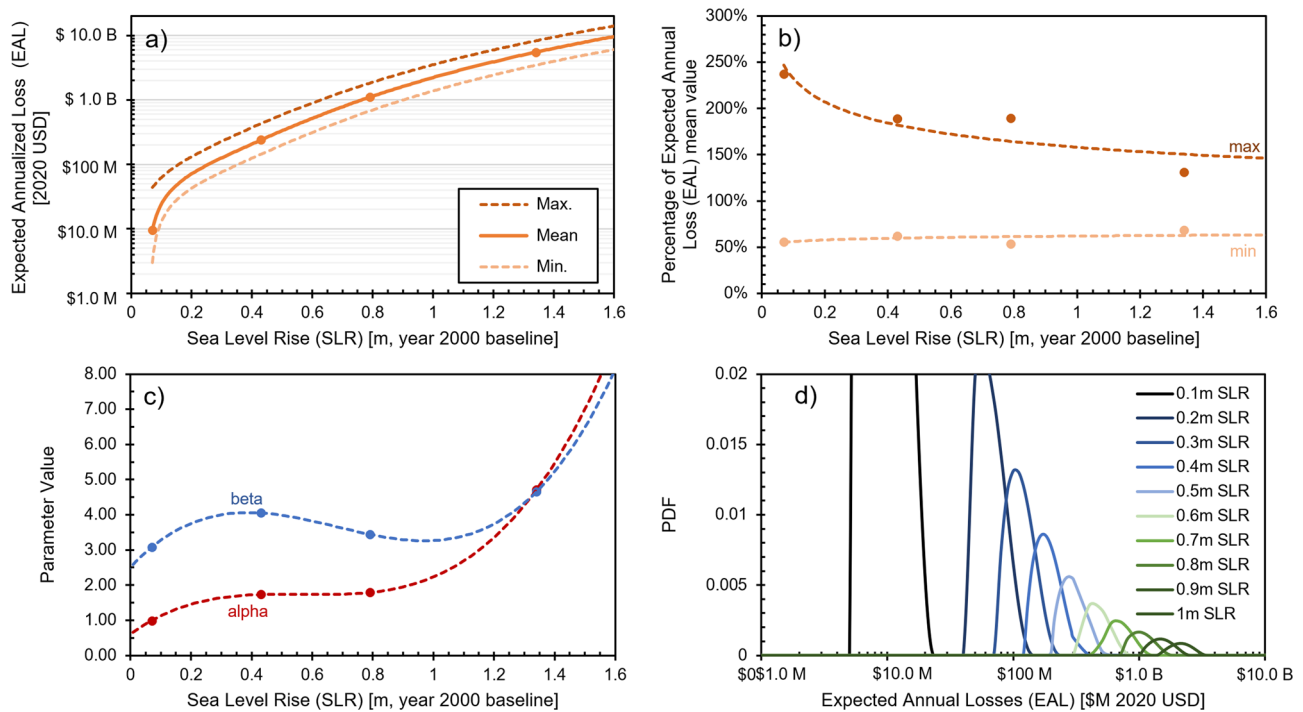 a)
Expected Annualized Loss (EAL)
[2020 USD]
$ 10.0 B
$ 1.0 B
$100 M
$10.0 M
$1.0 M
Max.
Mean
Min.
0 0.2 0.4 0.6 0.8 1 1.2 1.4 1.6
Sea Level Rise (SLR) [m, year 2000 baseline]
b)
Percentage of Expected Annual
Loss (EAL) mean value
300%
250%
200%
150%
100%
50%
0%
max
min
0 0.2 0.4 0.6 0.8 1 1.2 1.4 1.6
Sea Level Rise (SLR) [m, year 2000 baseline]
c)
Parameter Value
8.00
7.00
6.00
5.00
4.00
3.00
2.00
1.00
0.00
beta
alpha
0 0.2 0.4 0.6 0.8 1 1.2 1.4 1.6
Sea Level Rise (SLR) [m, year 2000 baseline]
d)
PDF
0.02
0.015
0.01
0.005
0
0.1m SLR
0.2m SLR
0.3m SLR
0.4m SLR
0.5m SLR
0.6m SLR
0.7m SLR
0.8m SLR
0.9m SLR
1m SLR
$0$1.0 M $10.0 M $100 M $1.0 B $10.0 B
Expected Annual Losses (EAL) [$M 2020 USD]